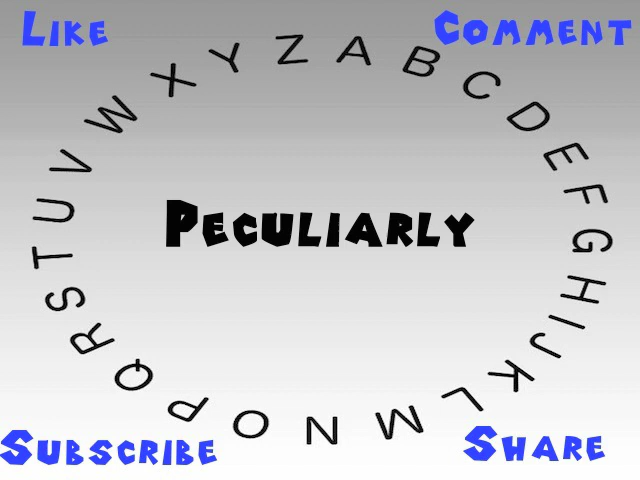 Like
Comment
A B C D E F G H I J K L M N O P Q R S T U V W X Y Z
Peculiarly
Subscribe
Share